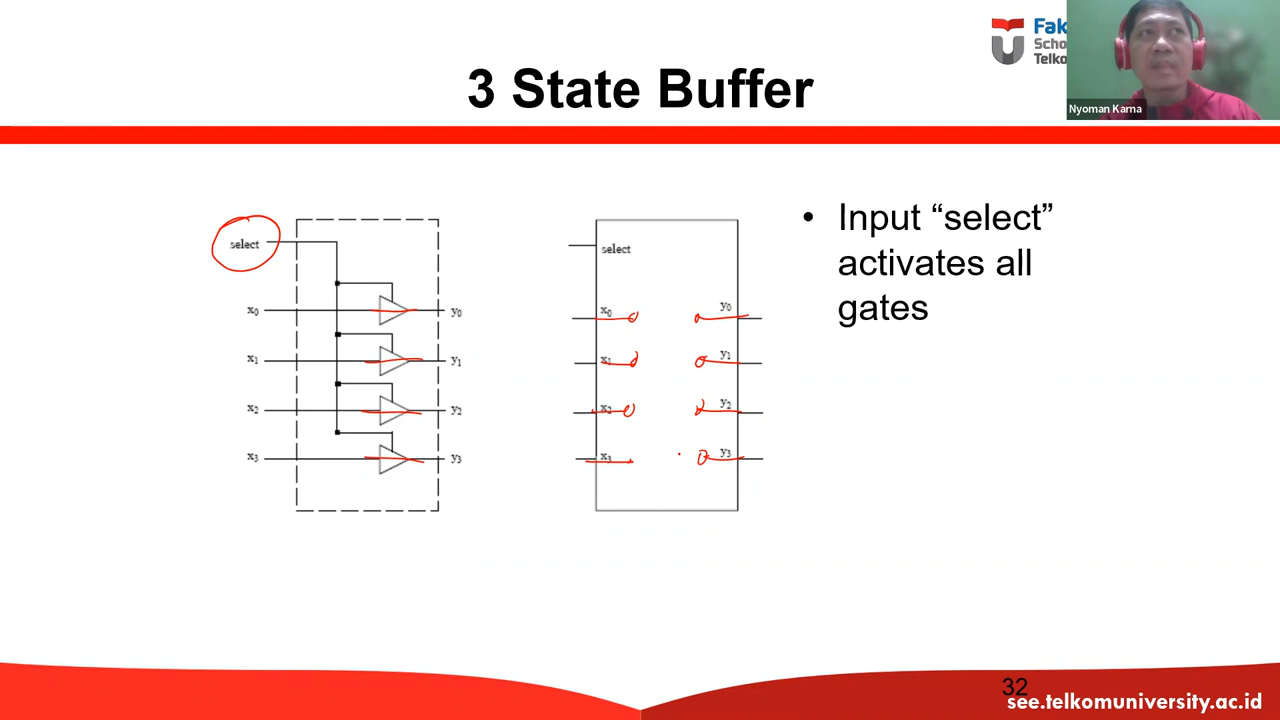 Fak
Scho
Telko
Nyoman Karna
3 State Buffer
select
x0
x1
x2
x3
y0
y1
y2
y3
select
x0
x1
x2
x3
y0
y1
y2
y3
• Input “select”
activates all
gates
32
see.telkomuniversity.ac.id